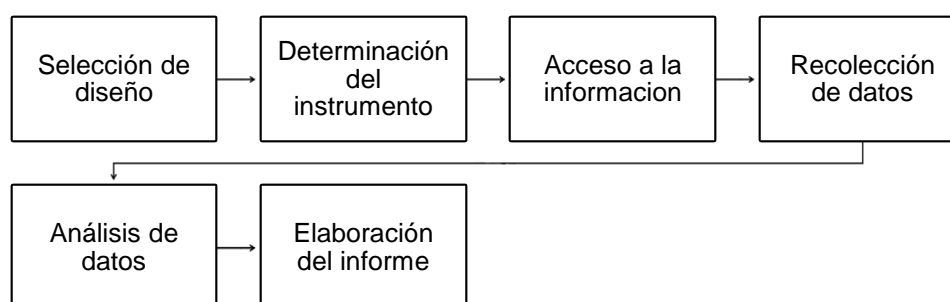 Selección de
diseño
Determinación
del
instrumento
Acceso a la
informacion
Recolección
de datos
Análisis de
datos
Elaboración
del informe